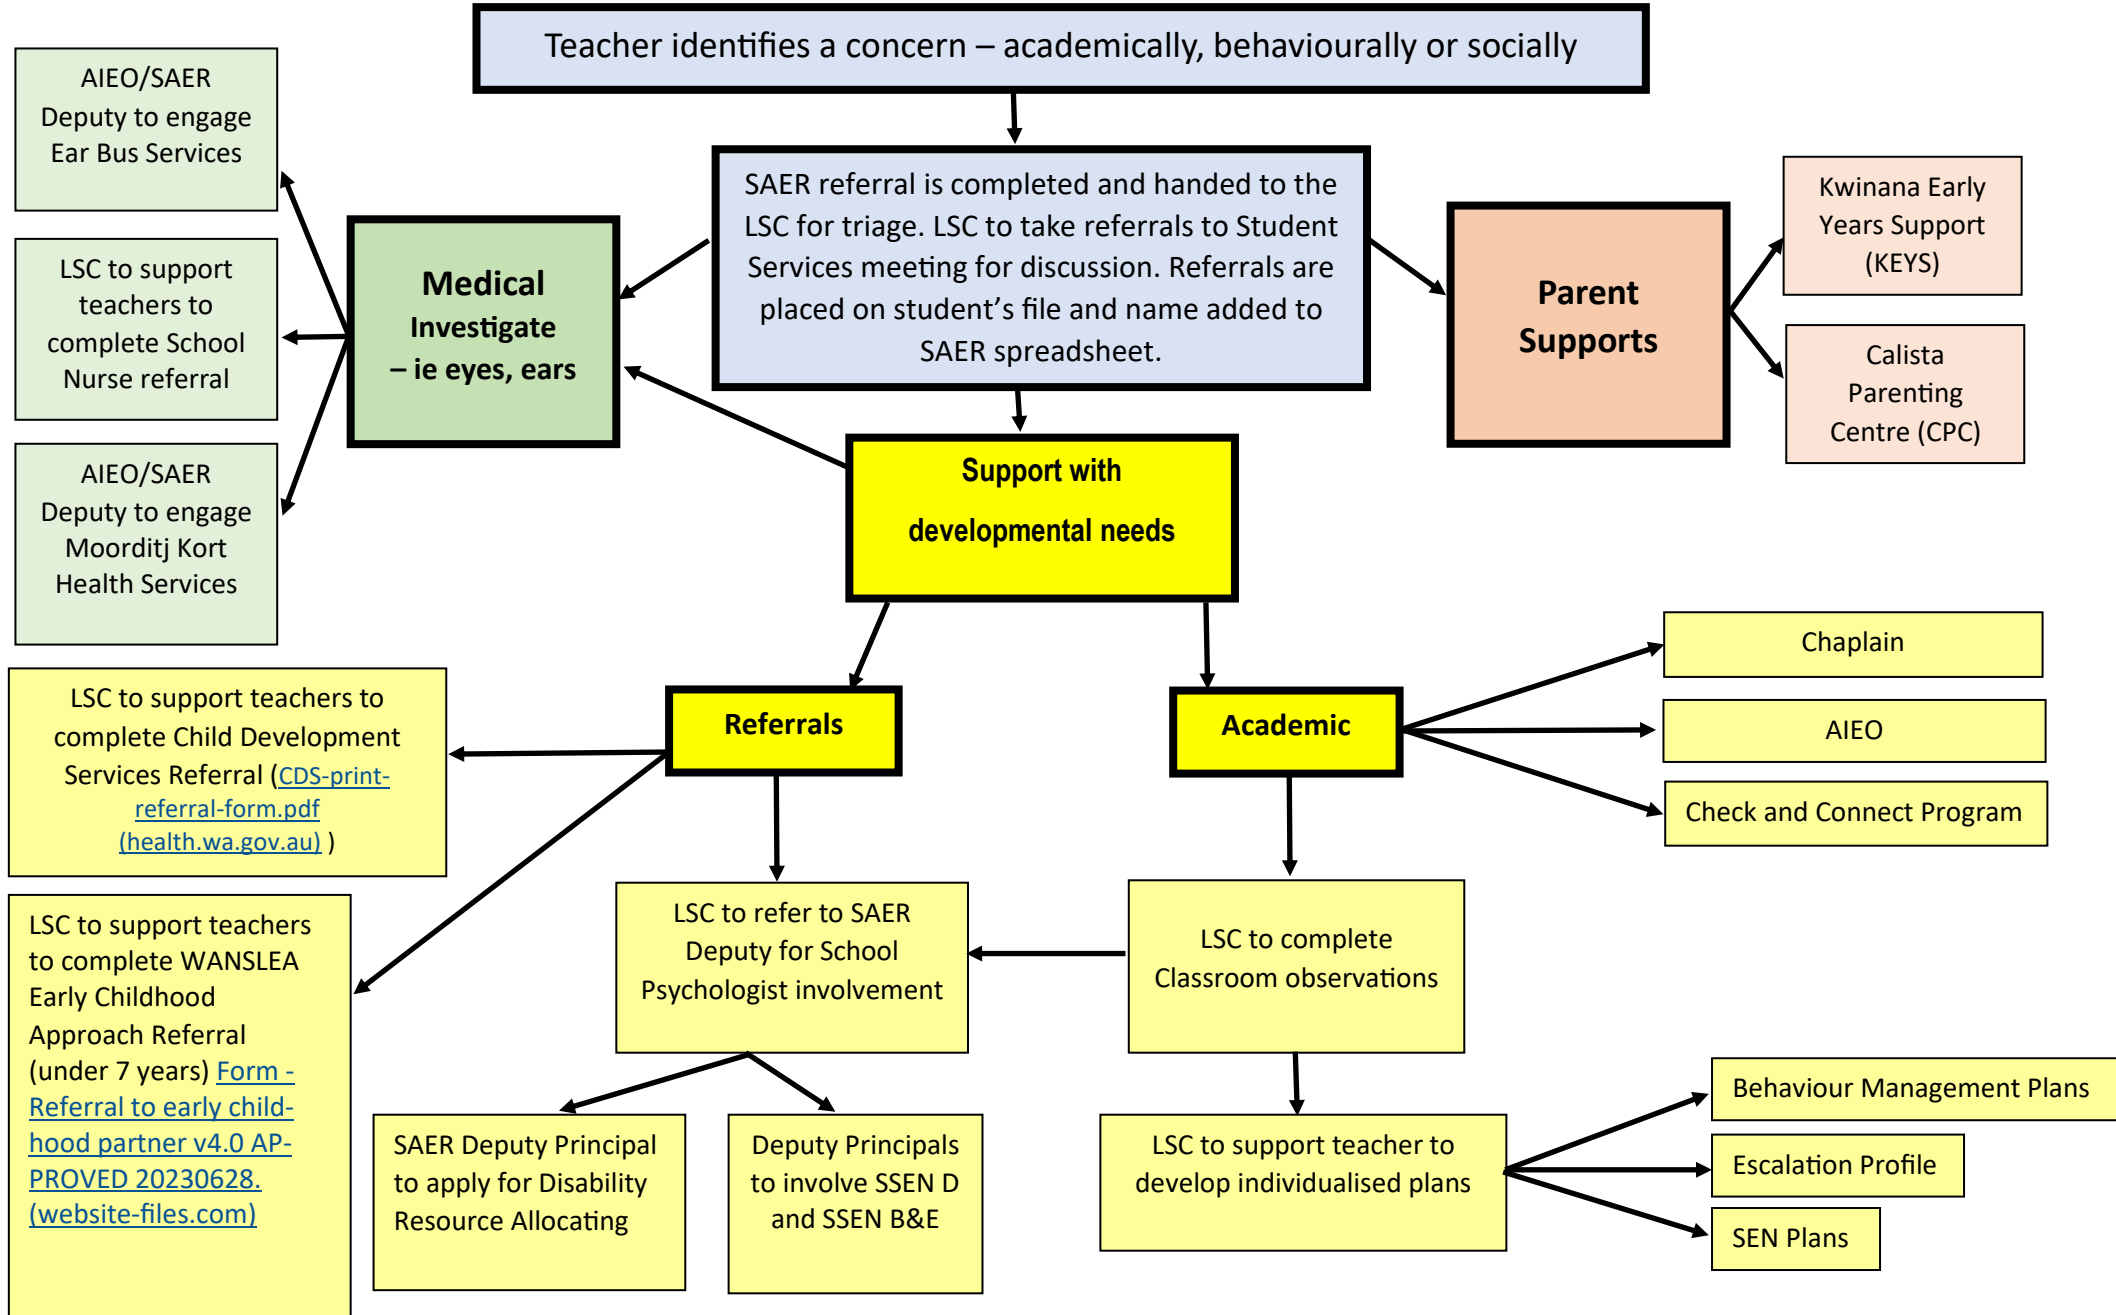 Teacher identifies a concern – academically, behaviourally or socially
AIEO/SAER
Deputy to engage
Ear Bus Services
SAER referral is completed and handed to the
LSC for triage. LSC to take referrals to Student
Services meeting for discussion. Referrals are
placed on student’s file and name added to
SAER spreadsheet.
Kwinana Early
Years Support
(KEYS)
LSC to support
teachers to
complete School
Nurse referral
Medical
Investigate
– ie eyes, ears
Parent
Supports
Calista
Parenting
Centre (CPC)
AIEO/SAER
Deputy to engage
Moorditj Kort
Health Services
Support with
developmental needs
Chaplain
AIEO
Check and Connect Program
LSC to support teachers to
complete Child Development
Services Referral (CDS-print-
referral-form.pdf
(health.wa.gov.au) )
Referrals
Academic
LSC to support teachers
to complete WANSLEA
Early Childhood
Approach Referral
(under 7 years) Form -
Referral to early child-
hood partner v4.0 AP-
PROVED 20230628.
(website-files.com)
LSC to refer to SAER
Deputy for School
Psychologist involvement
LSC to complete
Classroom observations
SAER Deputy Principal
to apply for Disability
Resource Allocating
Deputy Principals
to involve SSEN D
and SSEN B&E
LSC to support teacher to
develop individualised plans
Behaviour Management Plans
Escalation Profile
SEN Plans